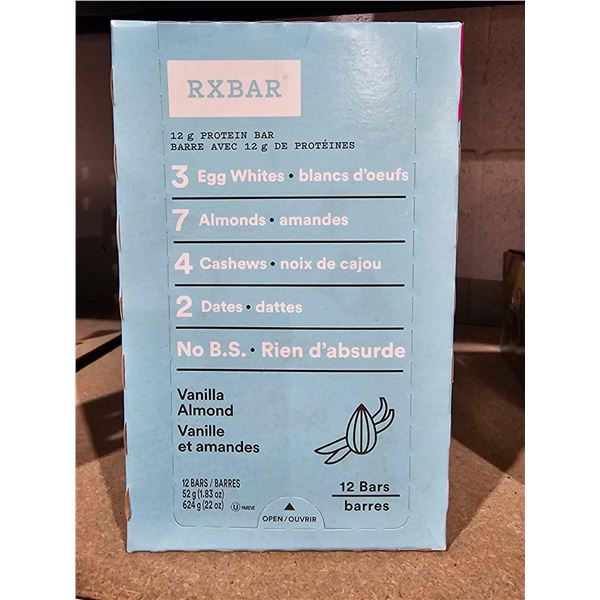 RXBAR
12 g PROTEIN BAR
BARRE AVEC 12 g DE PROTÉINES
3 Egg Whites • blancs d'oeufs
7 Almonds • amandes
4 Cashews • noix de cajou
2 Dates • dattes
No B.S. • Rien d'absurde
Vanilla
Almond
Vanille
et amandes
12 BARS / BARRES
52 g (1.83 oz)
624 g (22 oz)
U PAREVE
OPEN/OUVRIR
12 Bars
barres